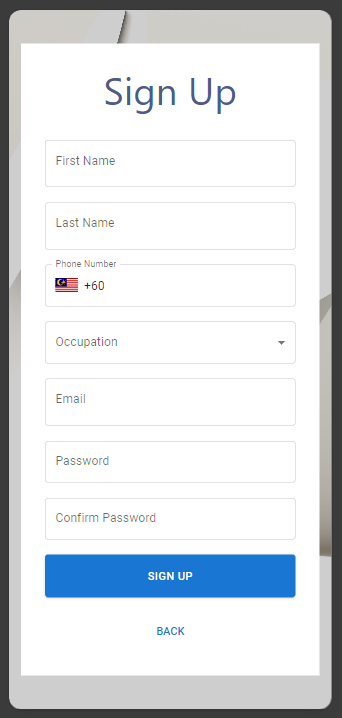 Sign Up
First Name
Last Name
Phone Number
+60
Occupation
Email
Password
Confirm Password
SIGN UP
BACK